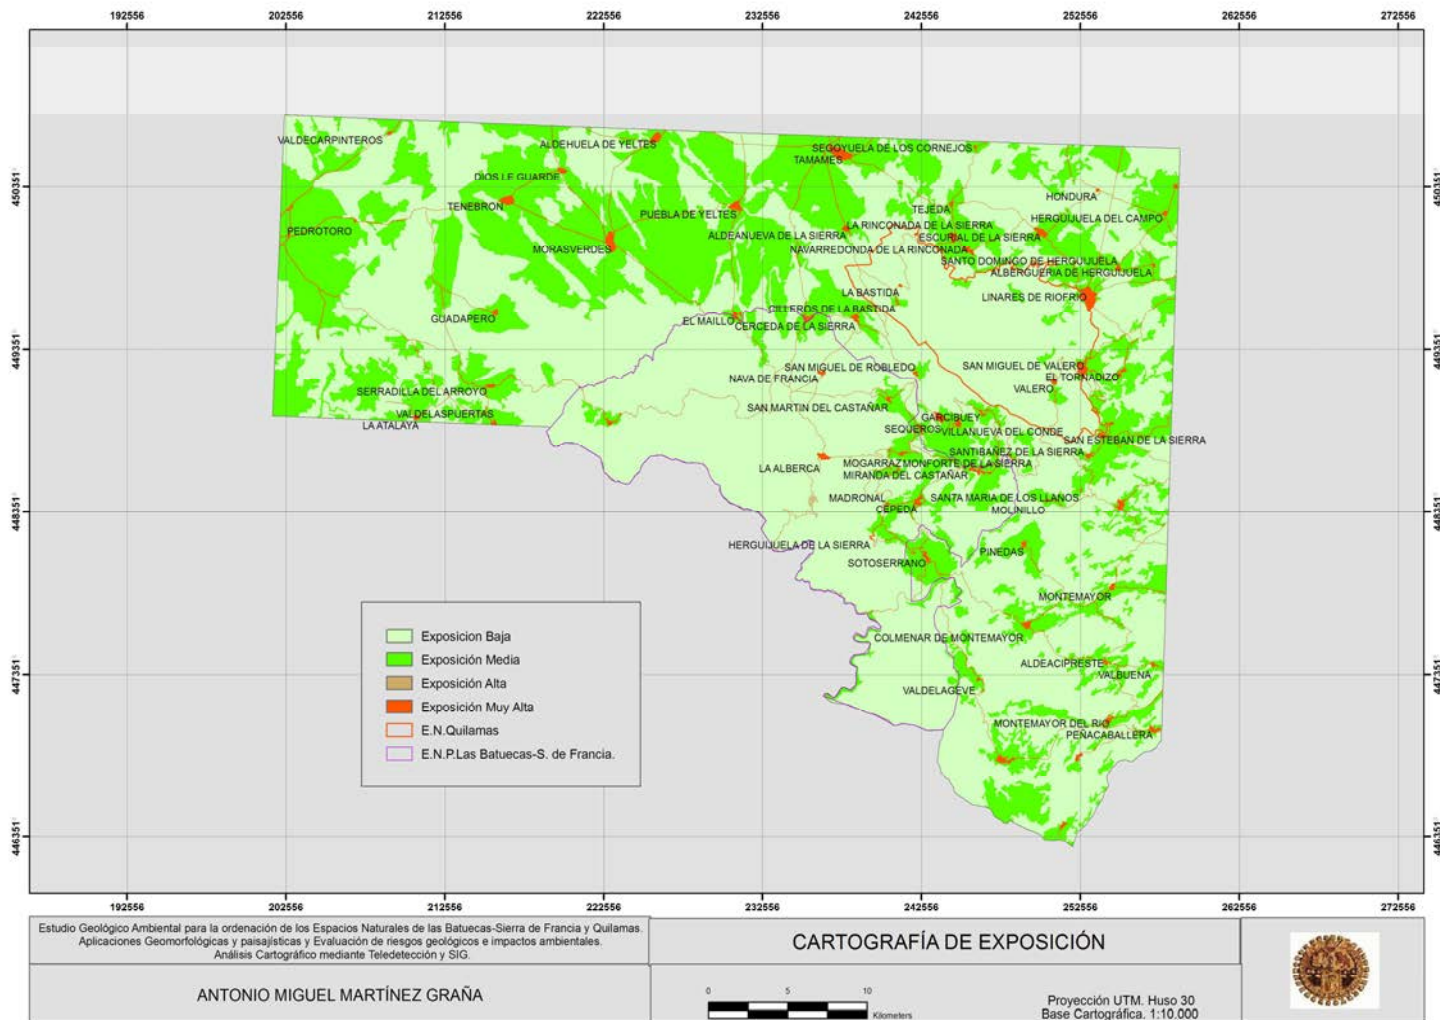 192556 202556 212556 222556 232556 242556 252556 262556 272556
VALDECARPINTEROS
ALDEHUELA DE YELTES
SEGOYUELA DE LOS CORNEJOS
TAMAMES
DIOS LE GUARDE
HONDURA
TENEBRON
PUEBLA DE YELTES
TEJEDA
HERGUIJUELA DEL CAMPO
LA RINCONADA DE LA SIERRA
PEDROTORO
ALDEANUEVA DE LA SIERRA
ESCURIAL DE LA SIERRA
MORASVERDES
NAVARREDONDA DE LA RINCONADA
SANTO DOMINGO DE HERGUIJUELA
ALBERGUERIA DE HERGUIJUELA
LA BASTIDA
LINARES DE RIOFRIO
CILLEROS DE LA BASTIDA
GUADAPERO
EL MAILLO
CERCEDA DE LA SIERRA
SAN MIGUEL DE ROBLEDO
SAN MIGUEL DE VALERO
NAVA DE FRANCIA
EL TORNADIZO
SERRADILLA DEL ARROYO
VALERO
SAN MARTIN DEL CASTAÑAR
VALDELASPUERTAS
GARCIBUEY
LA ATALAYA
SEQUEROS
VILLANUEVA DEL CONDE
SAN ESTEBAN DE LA SIERRA
SANTIBAÑEZ DE LA SIERRA
LA ALBERCA
MOGARRAZ
MONFORTE DE LA SIERRA
MIRANDA DEL CASTAÑAR
MADRONAL
SANTA MARIA DE LOS LLANOS
CEPEDA
MOLINILLO
HERGUIJUELA DE LA SIERRA
PINEDAS
SOTOSERRANO
MONTEMAYOR
COLMENAR DE MONTEMAYOR
ALDEACIPRESTE
VALBUENA
VALDELAGEVE
MONTEMAYOR DEL RIO
PEÑACABALLERA
Exposicion Baja
Exposición Media
Exposición Alta
Exposición Muy Alta
E.N.Quilamas
E.N.P.Las Batuecas-S. de Francia.
192556 202556 212556 222556 232556 242556 252556 262556 272556
Estudio Geológico Ambiental para la ordenación de los Espacios Naturales de las Batuecas-Sierra de Francia y Quilamas.
Aplicaciones Geomorfológicas y paisajísticas y Evaluación de riesgos geológicos e impactos ambientales.
Análisis Cartográfico mediante Teledetección y SIG.
ANTONIO MIGUEL MARTÍNEZ GRAÑA
CARTOGRAFÍA DE EXPOSICIÓN
0 5 10
Kilometers
Proyección UTM. Huso 30
Base Cartográfica. 1:10.000